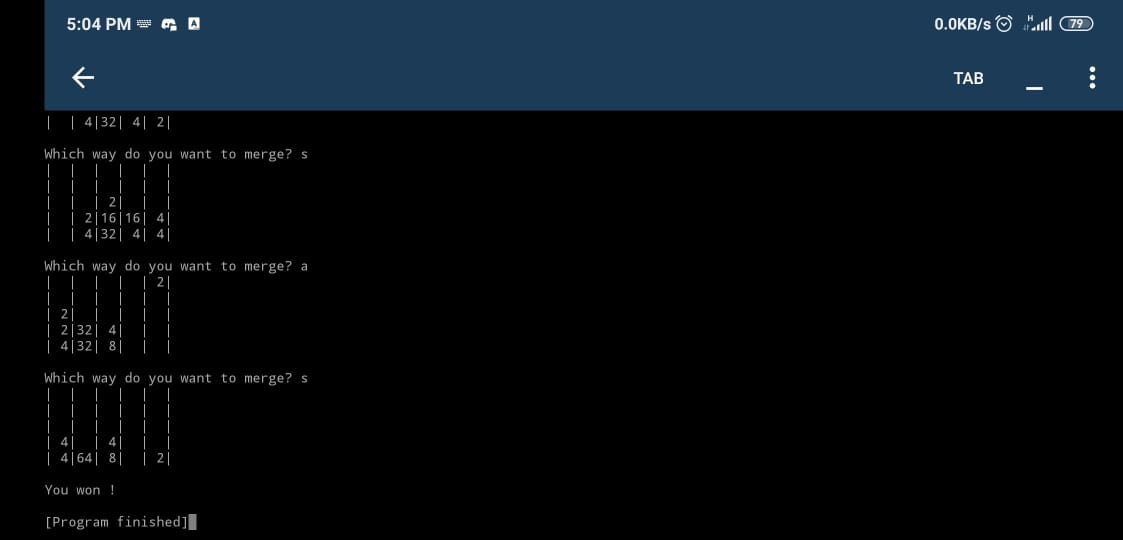 5:04 PM
0.0KB/s H 79
TAB
|  | 4|32| 4| 2|
Which way do you want to merge? s
|  |  |  |  |  |
|  |  |  |  |  |
|  |  | 2|  |  |
|  | 2|16|16| 4|
|  | 4|32| 4| 4|
Which way do you want to merge? a
|  |  |  |  | 2|
|  |  |  |  |  |
| 2|  |  |  |  |
| 2|32| 4|  |  |
| 4|32| 8|  |  |
Which way do you want to merge? s
|  |  |  |  |  |
|  |  |  |  |  |
|  |  |  |  |  |
| 4|  | 4|  |  |
| 4|64| 8|  | 2|
You won !
[Program finished]